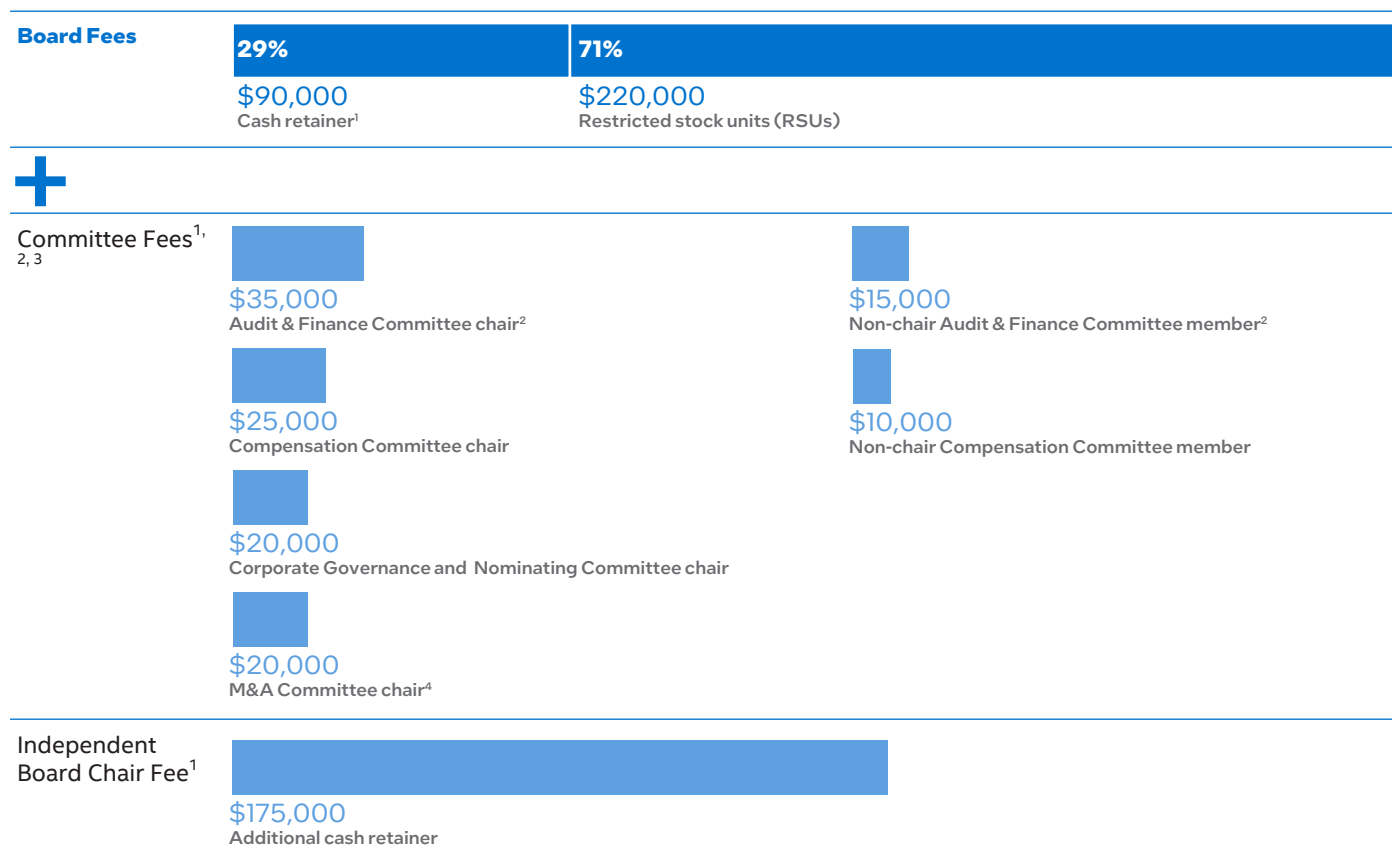 Board Fees
29%
71%
$90,000
$220,000
Cash retainer¹
Restricted stock units (RSUs)
Committee Fees¹,
², ³
$35,000
Audit & Finance Committee chair²
$15,000
Non-chair Audit & Finance Committee member²
$25,000
Compensation Committee chair
$10,000
Non-chair Compensation Committee member
$20,000
Corporate Governance and Nominating Committee chair
$20,000
M&A Committee chair⁴
Independent
Board Chair Fee¹
$175,000
Additional cash retainer